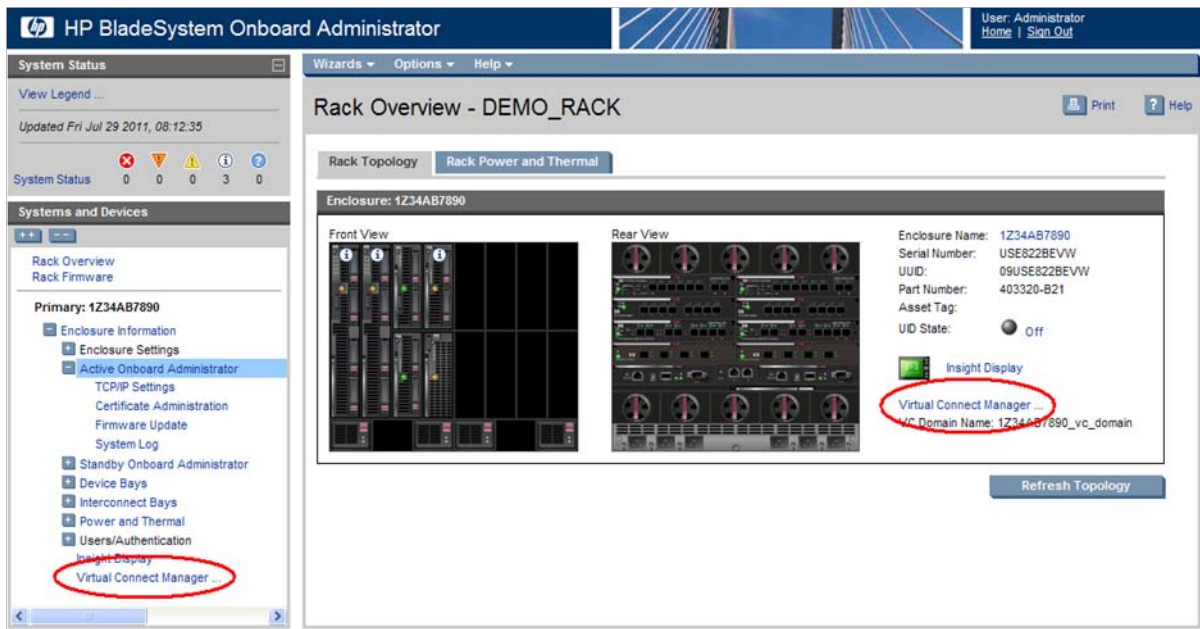 hp HP BladeSystem Onboard Administrator
User: Administrator
Home | Sign Out
System Status
View Legend ...
Updated Fri Jul 29 2011, 08:12:35
System Status 0 0 0 3 0
Systems and Devices
Rack Overview
Rack Firmware
Primary: 1Z34AB7890
Enclosure Information
Enclosure Settings
Active Onboard Administrator
TCP/IP Settings
Certificate Administration
Firmware Update
System Log
Standby Onboard Administrator
Device Bays
Interconnect Bays
Power and Thermal
Users/Authentication
Insight Display
Virtual Connect Manager ...
Wizards Options Help
Rack Overview - DEMO_RACK
Print Help
Rack Topology Rack Power and Thermal
Enclosure: 1Z34AB7890
Front View
Rear View
Enclosure Name: 1Z34AB7890
Serial Number: USE822BEVW
UUID: 09USE822BEVW
Part Number: 403320-B21
Asset Tag:
UID State: Off
Insight Display
Virtual Connect Manager ...
VC Domain Name: 1Z34AB7890_vc_domain
Refresh Topology